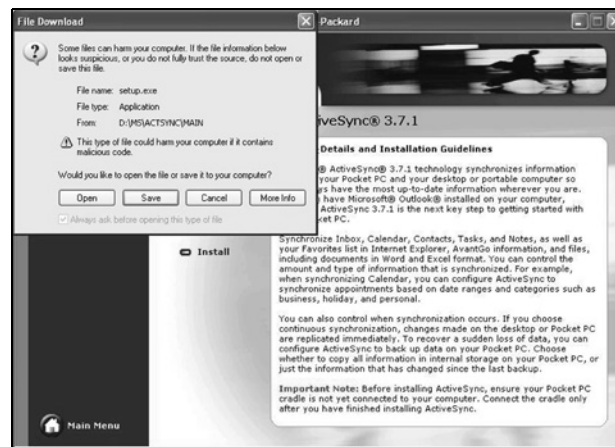 File Download
Some files can harm your computer. If the file information below
looks suspicious, or you do not fully trust the source, do not open or
save this file.
File name: setup.exe
File type: Application
From: D:\MS\ACTSYNC\MAIN
This type of file could harm your computer if it contains
malicious code.
Would you like to open the file or save it to your computer?
Open Save Cancel More Info
Always ask before opening this type of file
Packard
iveSync® 3.7.1
Details and Installation Guidelines
® ActiveSync® 3.7.1 technology synchronizes information
your Pocket PC and your desktop or portable computer so
s have the most up-to-date information wherever you are.
have Microsoft® Outlook® installed on your computer,
ActiveSync 3.7.1 is the next key step to getting started with
et PC.
Synchronize Inbox, Calendar, Contacts, Tasks, and Notes, as well as
your Favorites list in Internet Explorer, AvantGo information, and files,
including documents in Word and Excel format. You can control the
amount and type of information that is synchronized. For example,
when synchronizing Calendar, you can configure ActiveSync to
synchronize appointments based on date ranges and categories such as
business, holiday, and personal.
You can also control when synchronization occurs. If you choose
continuous synchronization, changes made on the desktop or Pocket PC
are replicated immediately. To recover a sudden loss of data, you can
configure ActiveSync to back up data on your Pocket PC. Choose
whether to copy all information in internal storage on your Pocket PC, or
just the information that has changed since the last backup.
Important Note: Before installing ActiveSync, ensure your Pocket PC
cradle is not yet connected to your computer. Connect the cradle only
after you have finished installing ActiveSync.
Install
Main Menu